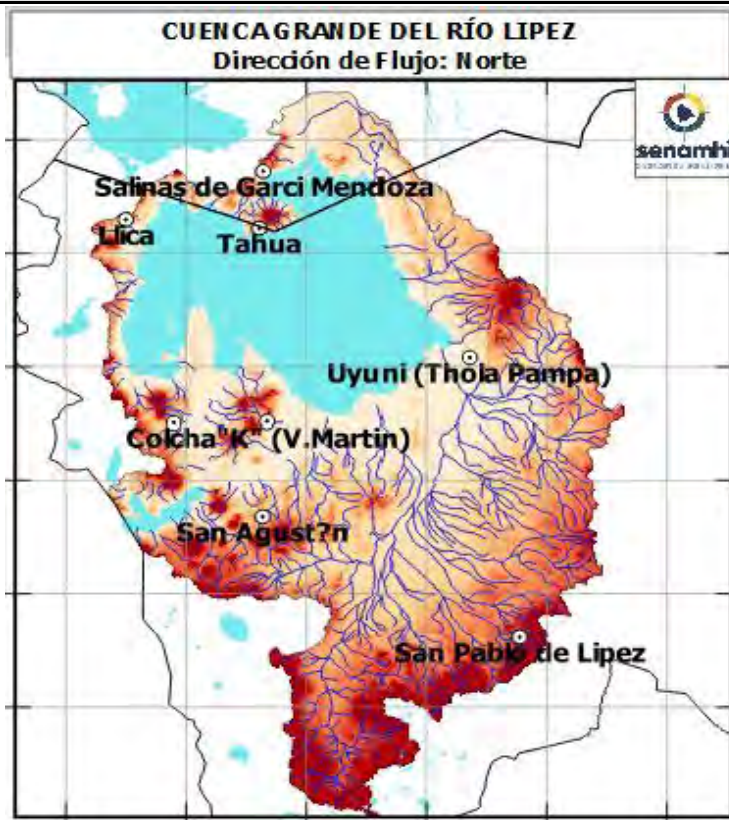 CUENCA GRANDE DEL RÍO LIPEZ
Dirección de Flujo: Norte
senamhi
Salinas de Garci Mendoza
Llica
Tahua
Uyuni (Thola Pampa)
Colcha"K" (V.Martin)
San Agust?n
San Pablo de Lipez